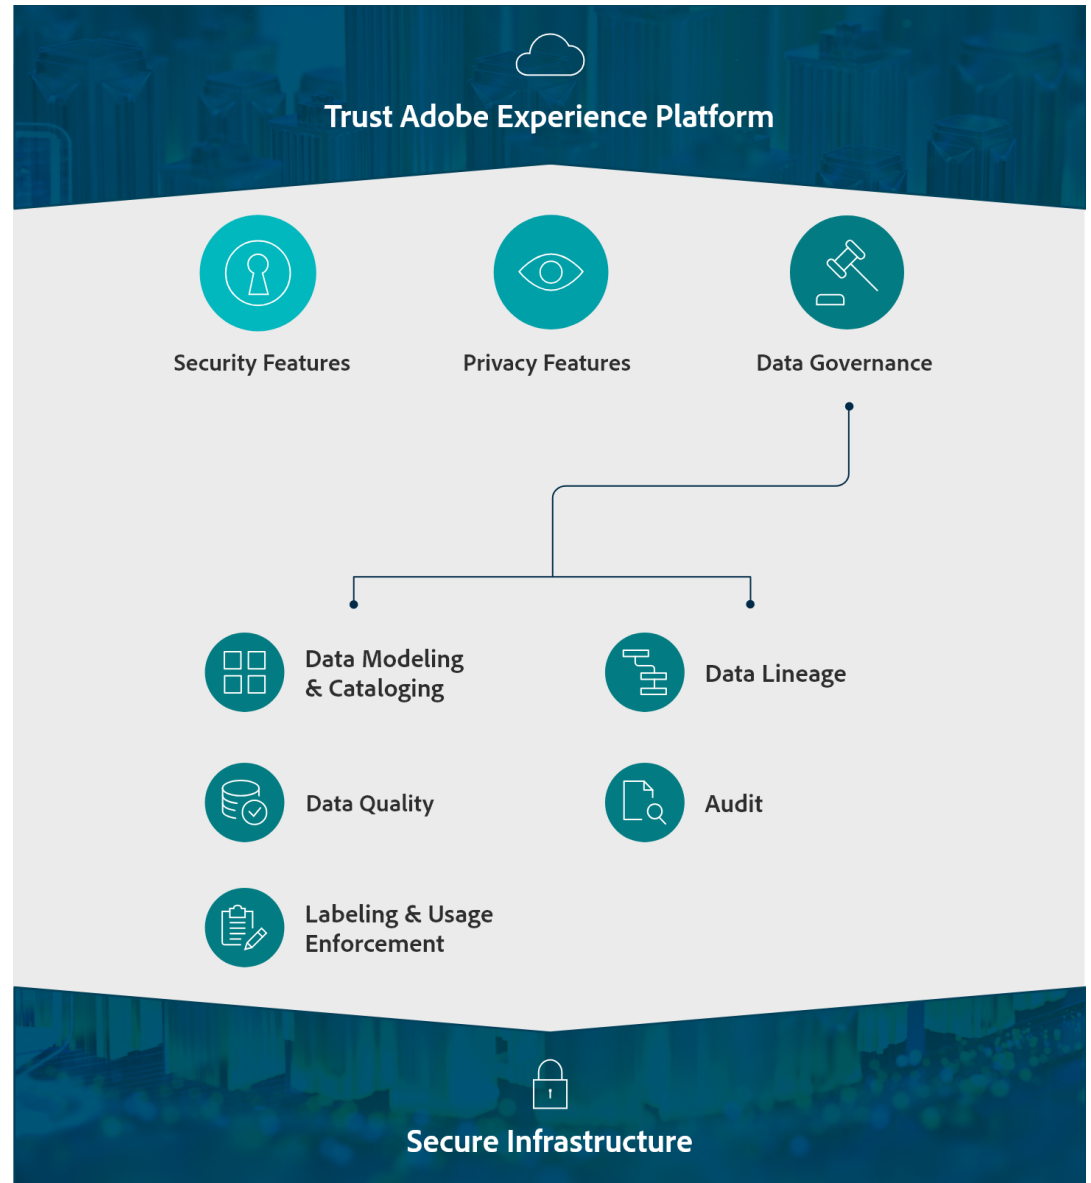 Trust Adobe Experience Platform
Security Features
Privacy Features
Data Governance
Data Modeling
& Cataloging
Data Lineage
Data Quality
Audit
Labeling & Usage
Enforcement
Secure Infrastructure